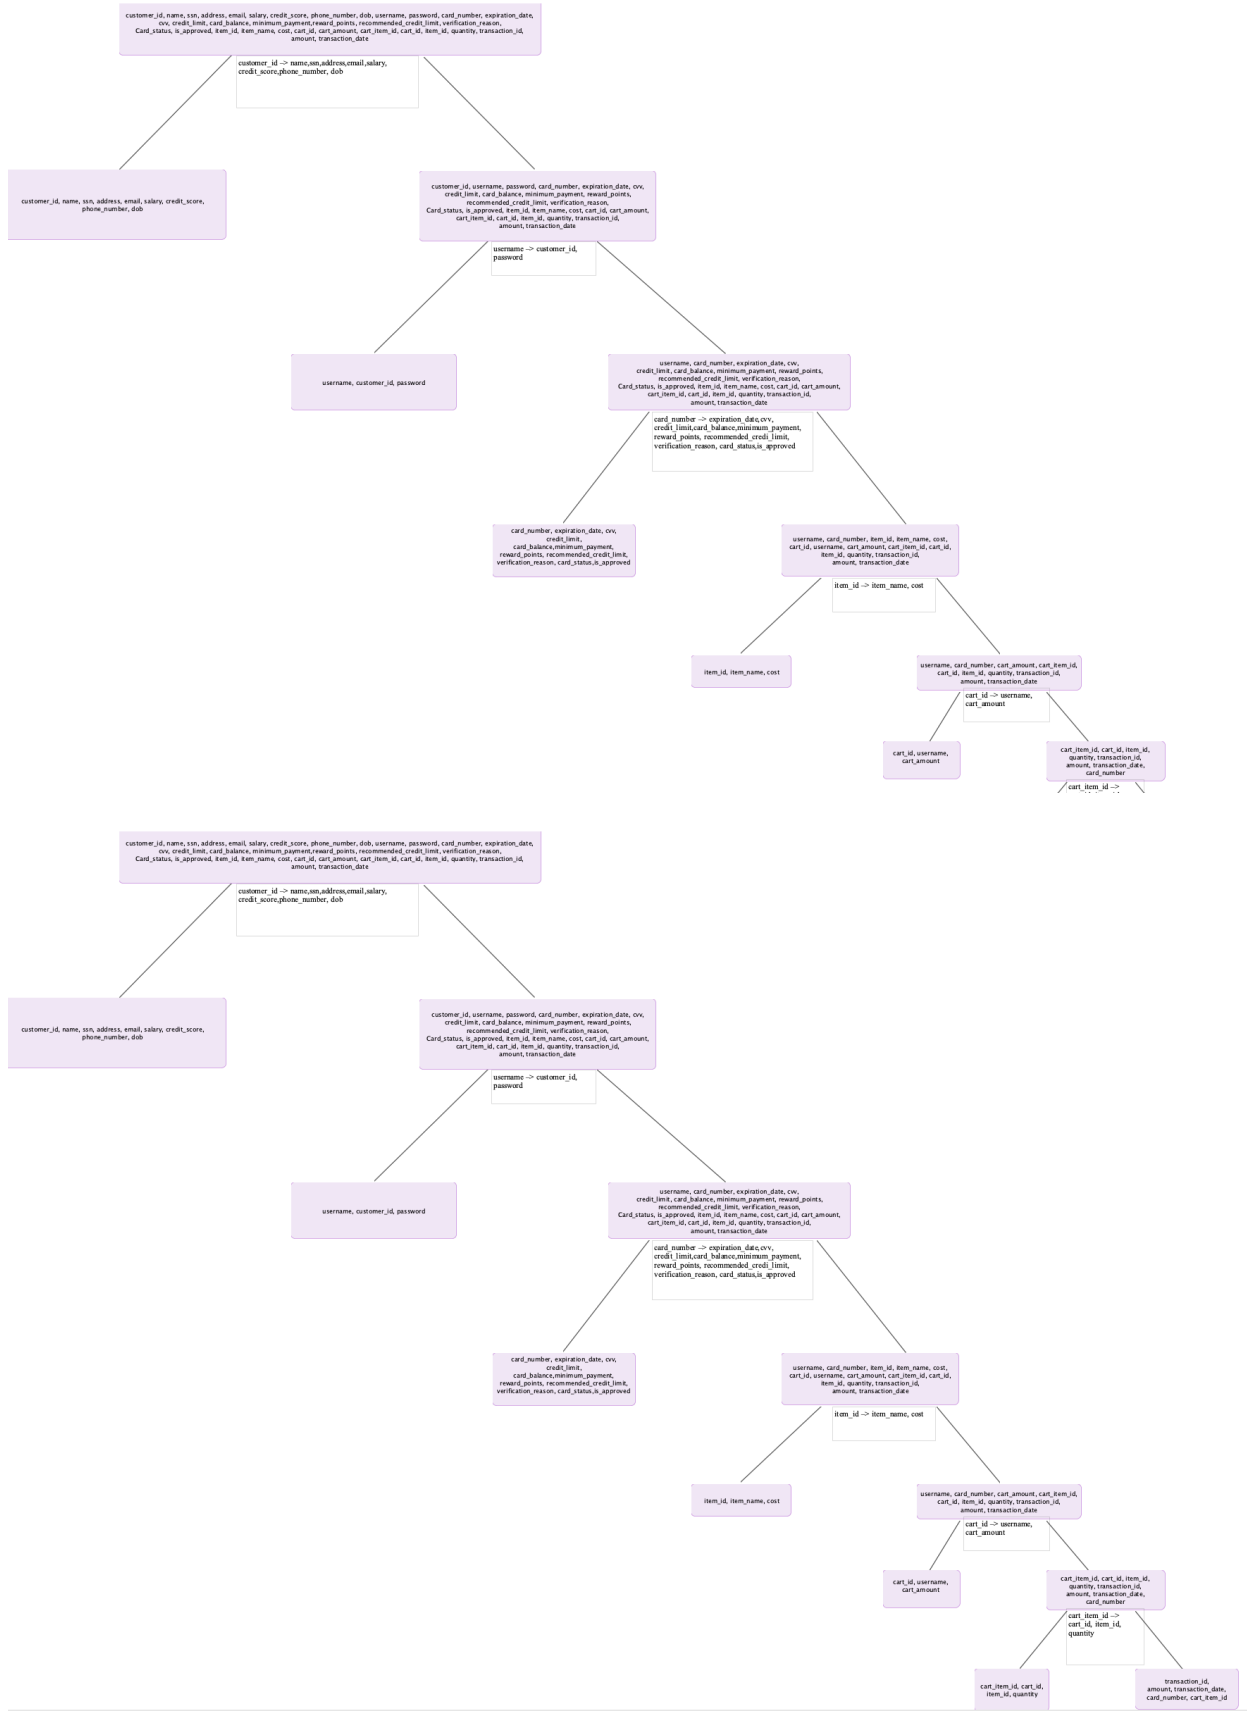 customer_id, name, ssn, address, email, salary, credit_score, phone_number, dob, username, password, card_number, expiration_date,
cvv, credit_limit, card_balance, minimum_payment,reward_points, recommended_credit_limit, verification_reason,
Card_status, is_approved, item_id, item_name, cost, cart_id, cart_amount, cart_item_id, cart_id, item_id, quantity, transaction_id,
amount, transaction_date
customer_id --> name,ssn,address,email,salary,
credit_score,phone_number, dob
customer_id, name, ssn, address, email, salary, credit_score,
phone_number, dob
customer_id, username, password, card_number, expiration_date, cvv,
credit_limit, card_balance, minimum_payment, reward_points,
recommended_credit_limit, verification_reason,
Card_status, is_approved, item_id, item_name, cost, cart_id, cart_amount,
cart_item_id, cart_id, item_id, quantity, transaction_id,
amount, transaction_date
username --> customer_id,
password
username, customer_id, password
username, card_number, expiration_date, cvv,
credit_limit, card_balance, minimum_payment, reward_points,
recommended_credit_limit, verification_reason,
Card_status, is_approved, item_id, item_name, cost, cart_id, cart_amount,
cart_item_id, cart_id, item_id, quantity, transaction_id,
amount, transaction_date
card_number --> expiration_date,cvv,
credit_limit,card_balance,minimum_payment,
reward_points, recommended_credi_limit,
verification_reason, card_status,is_approved
card_number, expiration_date, cvv,
credit_limit,
card_balance,minimum_payment,
reward_points, recommended_credit_limit,
verification_reason, card_status,is_approved
username, card_number, item_id, item_name, cost,
cart_id, username, cart_amount, cart_item_id, cart_id,
item_id, quantity, transaction_id,
amount, transaction_date
item_id --> item_name, cost
item_id, item_name, cost
username, card_number, cart_amount, cart_item_id,
cart_id, item_id, quantity, transaction_id,
amount, transaction_date
cart_id --> username,
cart_amount
cart_id, username,
cart_amount
cart_item_id, cart_id, item_id,
quantity, transaction_id,
amount, transaction_date,
card_number
cart_item_id -->
customer_id, name, ssn, address, email, salary, credit_score, phone_number, dob, username, password, card_number, expiration_date,
cvv, credit_limit, card_balance, minimum_payment,reward_points, recommended_credit_limit, verification_reason,
Card_status, is_approved, item_id, item_name, cost, cart_id, cart_amount, cart_item_id, cart_id, item_id, quantity, transaction_id,
amount, transaction_date
customer_id --> name,ssn,address,email,salary,
credit_score,phone_number, dob
customer_id, name, ssn, address, email, salary, credit_score,
phone_number, dob
customer_id, username, password, card_number, expiration_date, cvv,
credit_limit, card_balance, minimum_payment, reward_points,
recommended_credit_limit, verification_reason,
Card_status, is_approved, item_id, item_name, cost, cart_id, cart_amount,
cart_item_id, cart_id, item_id, quantity, transaction_id,
amount, transaction_date
username --> customer_id,
password
username, customer_id, password
username, card_number, expiration_date, cvv,
credit_limit, card_balance, minimum_payment, reward_points,
recommended_credit_limit, verification_reason,
Card_status, is_approved, item_id, item_name, cost, cart_id, cart_amount,
cart_item_id, cart_id, item_id, quantity, transaction_id,
amount, transaction_date
card_number --> expiration_date,cvv,
credit_limit,card_balance,minimum_payment,
reward_points, recommended_credi_limit,
verification_reason, card_status,is_approved
card_number, expiration_date, cvv,
credit_limit,
card_balance,minimum_payment,
reward_points, recommended_credit_limit,
verification_reason, card_status,is_approved
username, card_number, item_id, item_name, cost,
cart_id, username, cart_amount, cart_item_id, cart_id,
item_id, quantity, transaction_id,
amount, transaction_date
item_id --> item_name, cost
item_id, item_name, cost
username, card_number, cart_amount, cart_item_id,
cart_id, item_id, quantity, transaction_id,
amount, transaction_date
cart_id --> username,
cart_amount
cart_id, username,
cart_amount
cart_item_id, cart_id, item_id,
quantity, transaction_id,
amount, transaction_date,
card_number
cart_item_id -->
cart_id, item_id,
quantity
cart_item_id, cart_id,
item_id, quantity
transaction_id,
amount, transaction_date,
card_number, cart_item_id